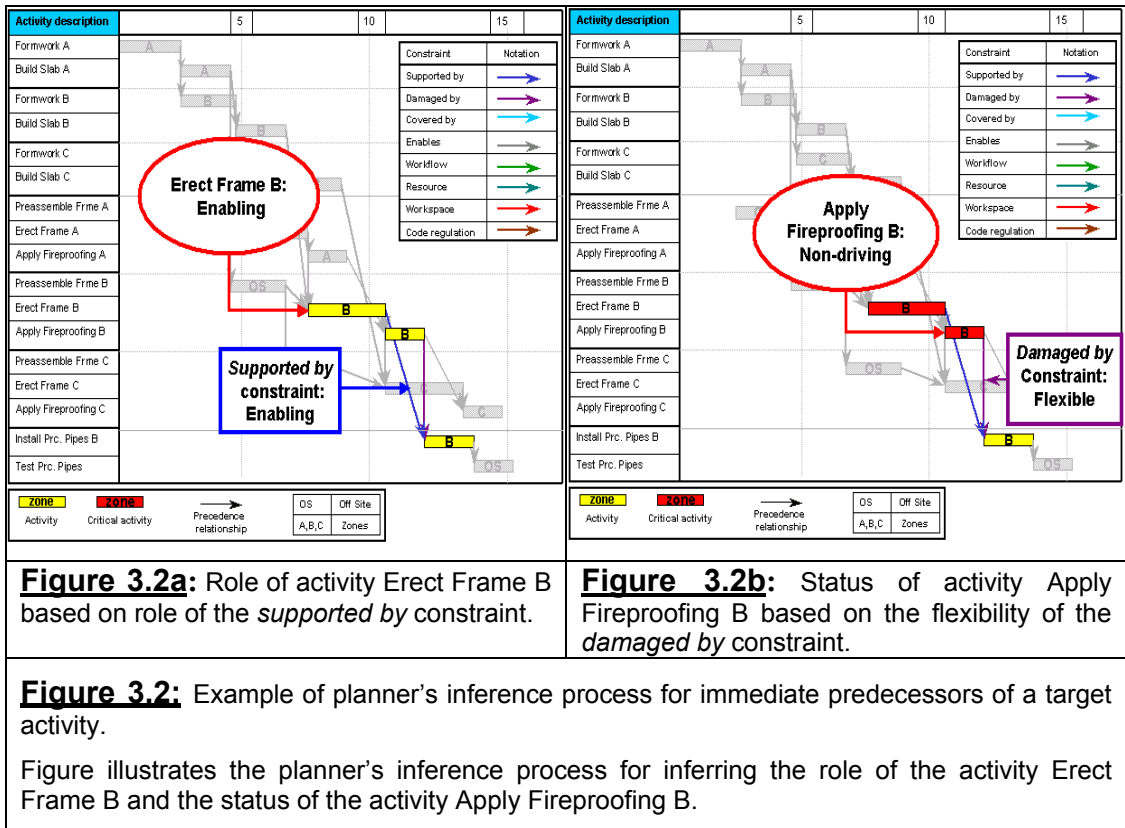 Activity description
5
10
15
Formwork A
Build Slab A
Formwork B
Build Slab B
Formwork C
Build Slab C
Preassemble Frme A
Erect Frame A
Apply Fireproofing A
Preassemble Frme B
Erect Frame B
Apply Fireproofing B
Preassemble Frme C
Erect Frame C
Apply Fireproofing C
Install Prc. Pipes B
Test Prc. Pipes
A
A
B
B
A
OS
B
B
C
C
B
OS
Constraint Notation
Supported by
Damaged by
Covered by
Enables
Workflow
Resource
Workspace
Code regulation
Erect Frame B:
Enabling
Supported by
constraint:
Enabling
zone
Activity
zone
Critical activity
Precedence
relationship
OS Off Site
A,B,C Zones
Activity description
5
10
15
Formwork A
Build Slab A
Formwork B
Build Slab B
Formwork C
Build Slab C
Preassemble Frme A
Erect Frame A
Apply Fireproofing A
Preassemble Frme B
Erect Frame B
Apply Fireproofing B
Preassemble Frme C
Erect Frame C
Apply Fireproofing C
Install Prc. Pipes B
Test Prc. Pipes
A
A
B
B
C
B
B
OS
C
B
OS
Constraint Notation
Supported by
Damaged by
Covered by
Enables
Workflow
Resource
Workspace
Code regulation
Apply
Fireproofing B:
Non-driving
Damaged by
Constraint:
Flexible
zone
Activity
zone
Critical activity
Precedence
relationship
OS Off Site
A,B,C Zones
Figure 3.2a: Role of activity Erect Frame B
based on role of the supported by constraint.
Figure 3.2b: Status of activity Apply
Fireproofing B based on the flexibility of the
damaged by constraint.
Figure 3.2: Example of planner's inference process for immediate predecessors of a target
activity.
Figure illustrates the planner's inference process for inferring the role of the activity Erect
Frame B and the status of the activity Apply Fireproofing B.